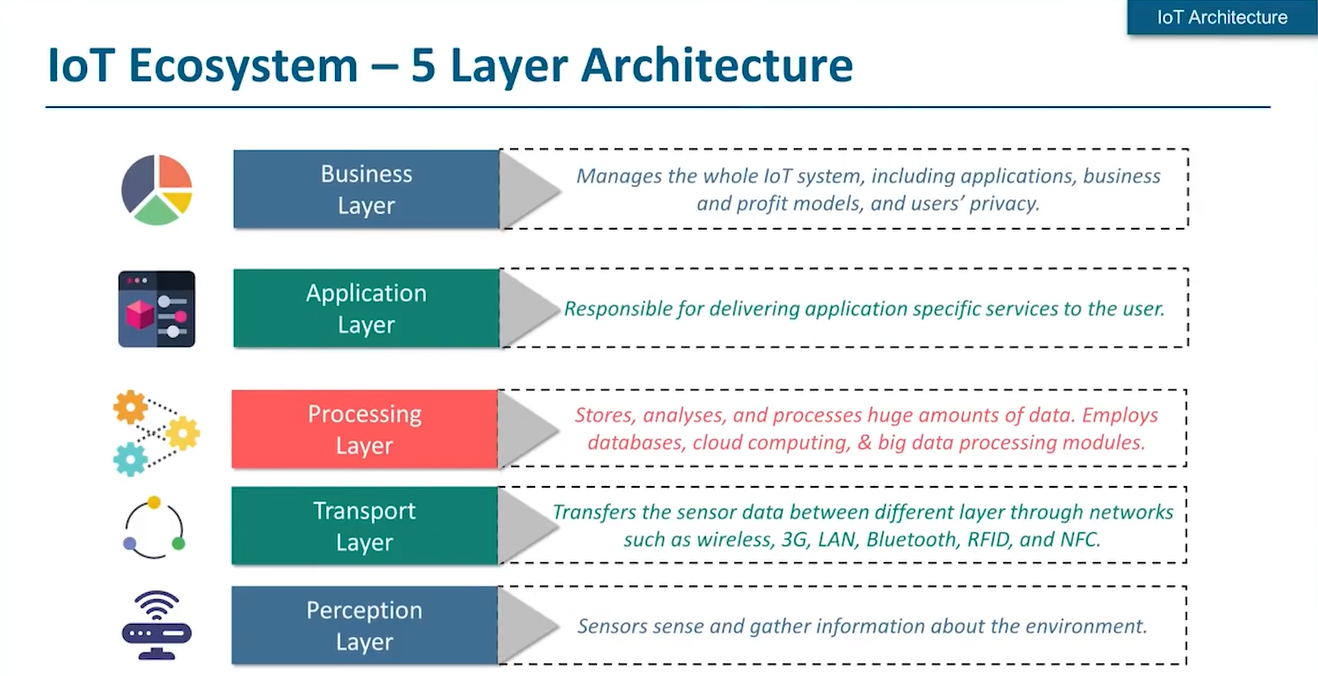 IoT Architecture
IoT Ecosystem – 5 Layer Architecture
Business
Layer
Manages the whole IoT system, including applications, business
and profit models, and users’ privacy.
Application
Layer
Responsible for delivering application specific services to the user.
Processing
Layer
Stores, analyses, and processes huge amounts of data. Employs
databases, cloud computing, & big data processing modules.
Transport
Layer
Transfers the sensor data between different layer through networks
such as wireless, 3G, LAN, Bluetooth, RFID, and NFC.
Perception
Layer
Sensors sense and gather information about the environment.